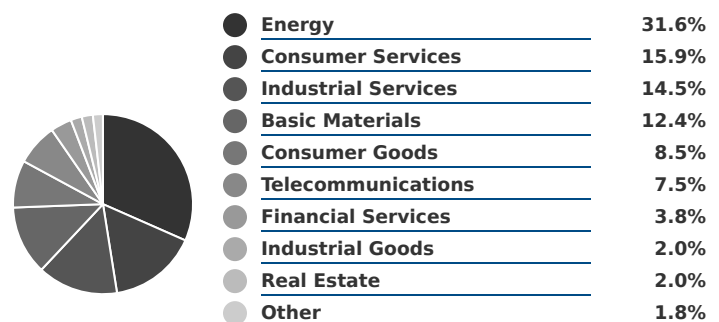 Energy 31.6%
Consumer Services 15.9%
Industrial Services 14.5%
Basic Materials 12.4%
Consumer Goods 8.5%
Telecommunications 7.5%
Financial Services 3.8%
Industrial Goods 2.0%
Real Estate 2.0%
Other 1.8%